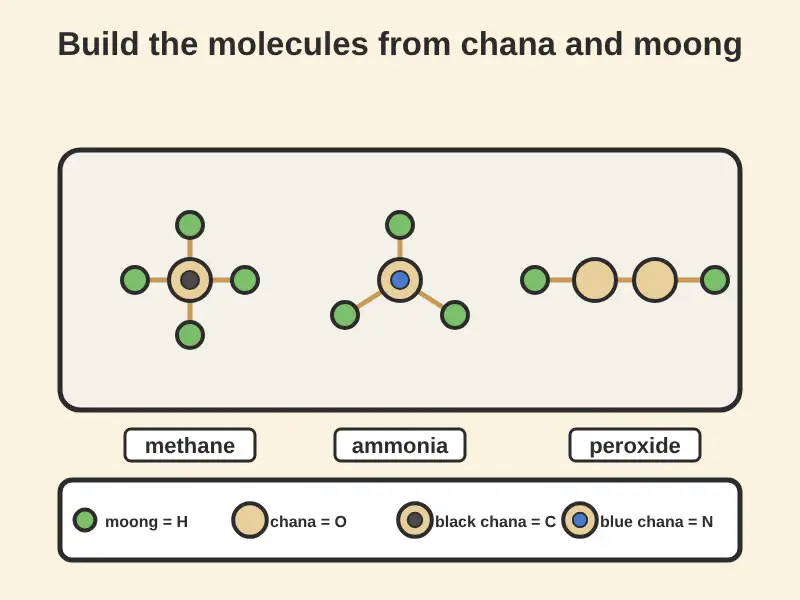 Build the molecules from chana and moong
methane
ammonia
peroxide
moong = H
chana = O
black chana = C
blue chana = N